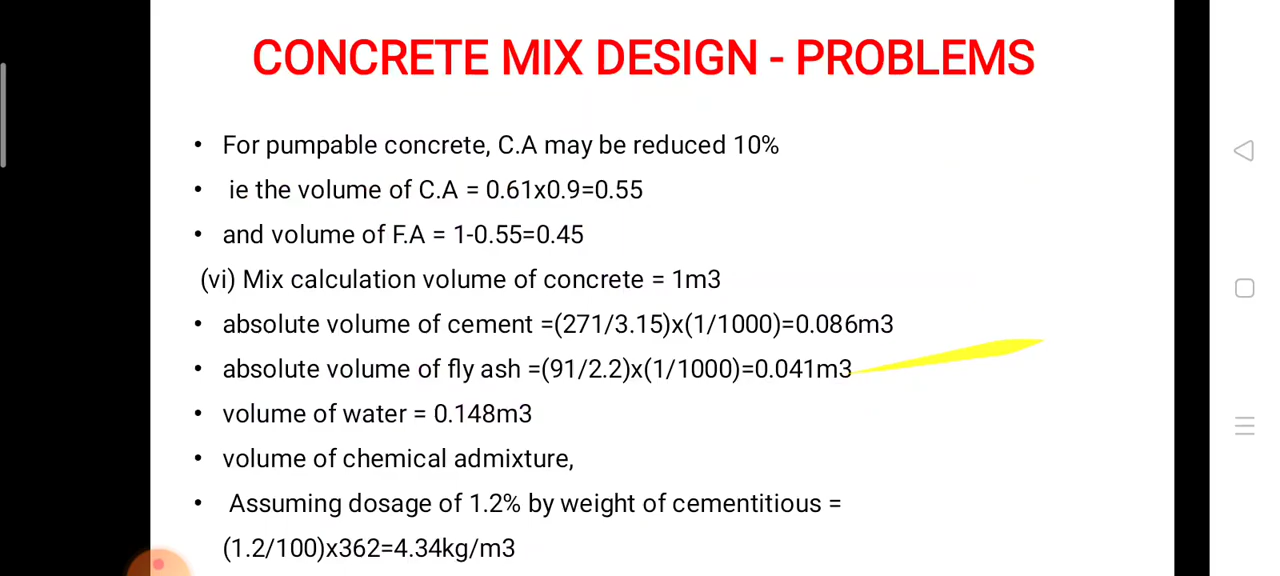 CONCRETE MIX DESIGN - PROBLEMS
• For pumpable concrete, C.A may be reduced 10%
• ie the volume of C.A = 0.61x0.9=0.55
• and volume of F.A = 1-0.55=0.45
(vi) Mix calculation volume of concrete = 1m3
• absolute volume of cement =(271/3.15)x(1/1000)=0.086m3
• absolute volume of fly ash =(91/2.2)x(1/1000)=0.041m3
• volume of water = 0.148m3
• volume of chemical admixture,
• Assuming dosage of 1.2% by weight of cementitious =
(1.2/100)x362=4.34kg/m3